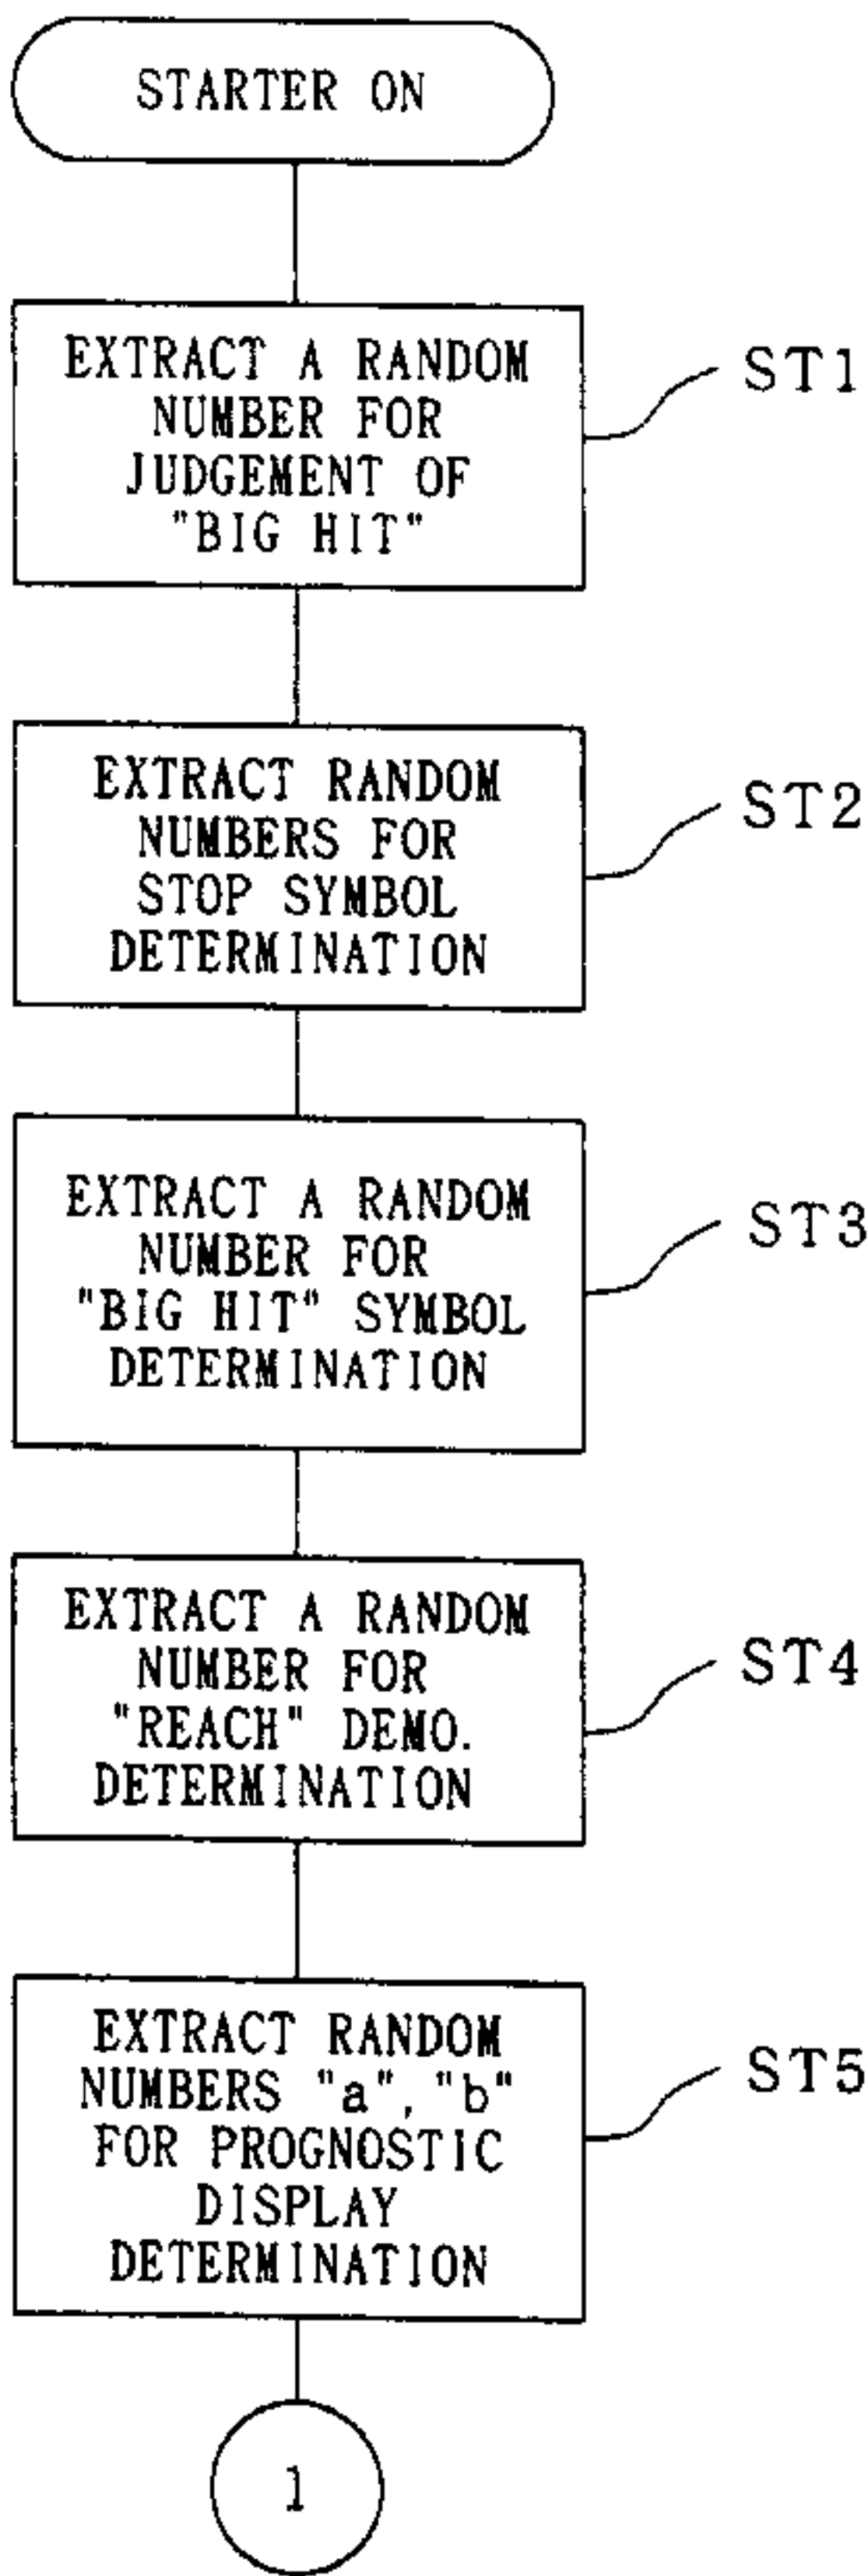 STARTER ON
EXTRACT A RANDOM
NUMBER FOR
JUDGEMENT OF
"BIG HIT"
ST1
EXTRACT RANDOM
NUMBERS FOR
STOP SYMBOL
DETERMINATION
ST2
EXTRACT A RANDOM
NUMBER FOR
"BIG HIT" SYMBOL
DETERMINATION
ST3
EXTRACT A RANDOM
NUMBER FOR
"REACH" DEMO.
DETERMINATION
ST4
EXTRACT RANDOM
NUMBERS "a", "b"
FOR PROGNOSTIC
DISPLAY
DETERMINATION
ST5
1